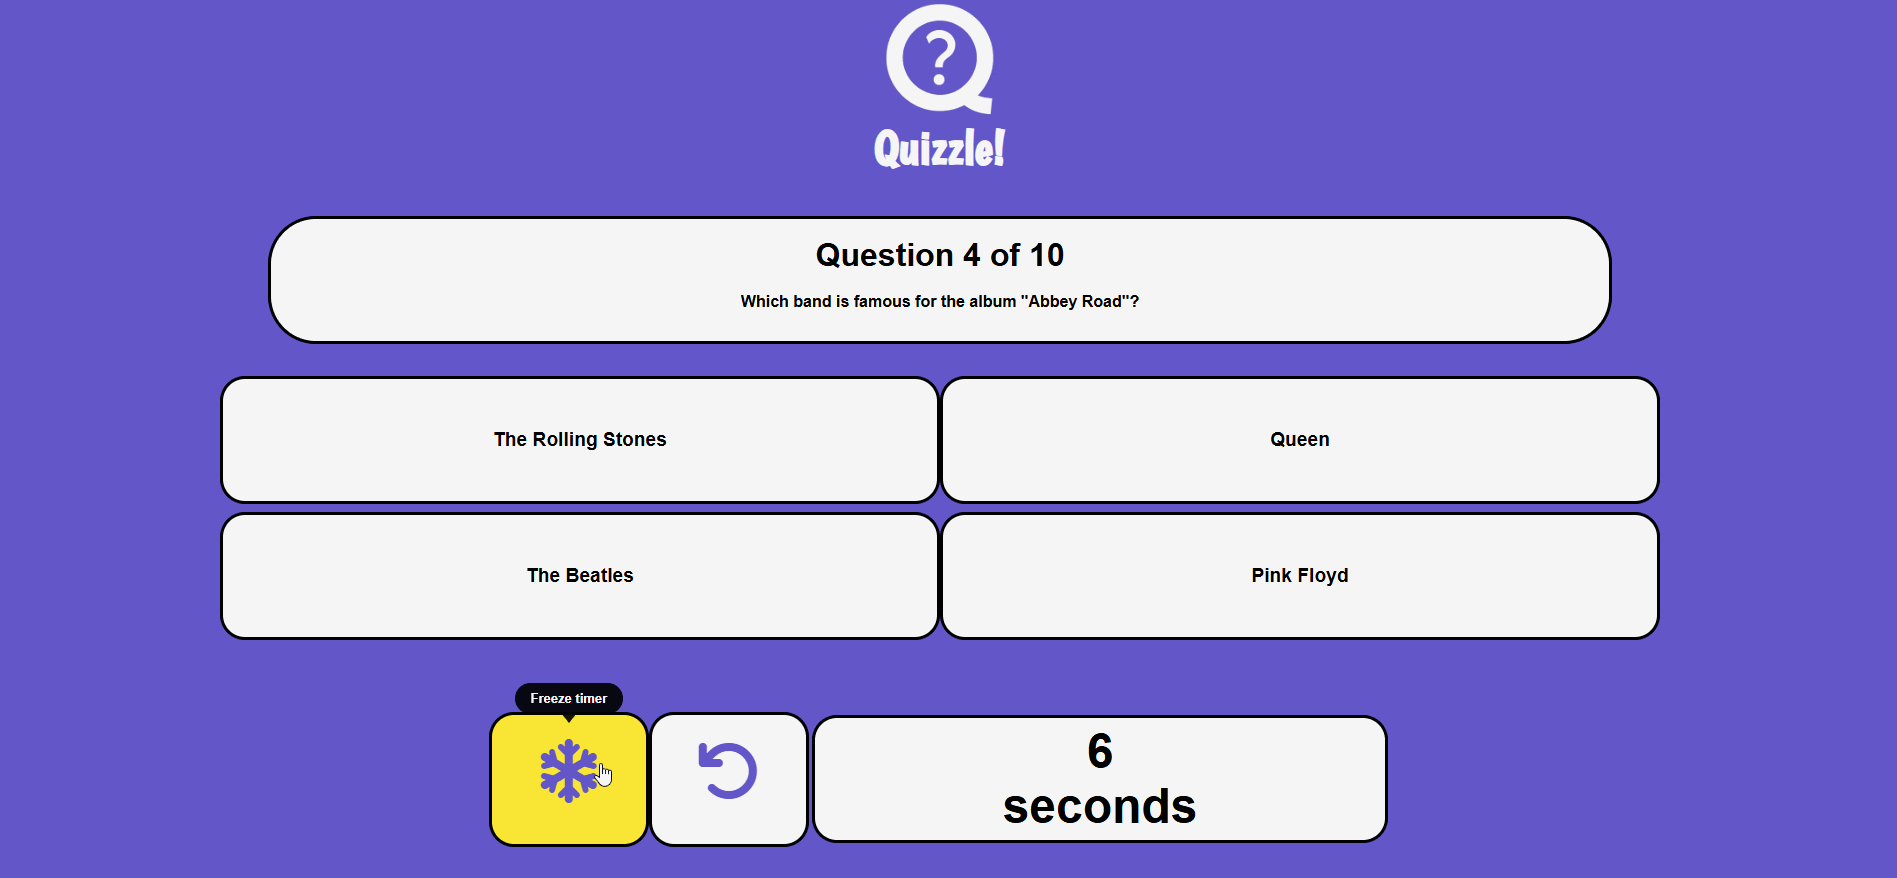 ?
Quizzle!
Question 4 of 10
Which band is famous for the album "Abbey Road"?
The Rolling Stones
Queen
The Beatles
Pink Floyd
Freeze timer
6
seconds